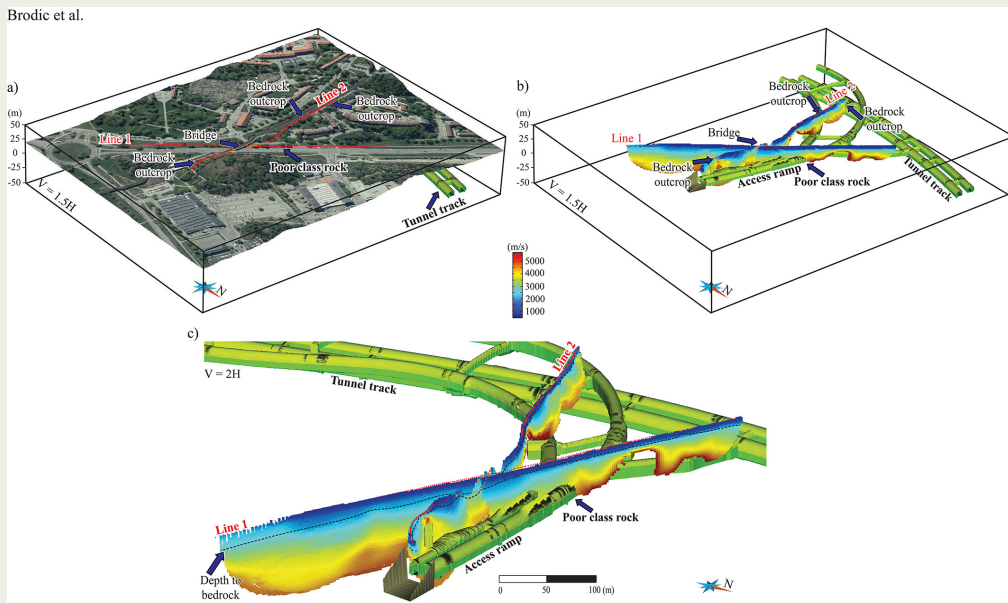 Brodic et al.
a)
(m)
50
25
0
-25
-50
V = 1.5H
Line 1
Bridge
Bedrock
outcrop
Line 2
Bedrock
outcrop
Bedrock
outcrop
Poor class rock
Tunnel track
N
b)
(m)
50
25
0
-25
-50
V = 1.5H
Line 1
Bridge
Bedrock
outcrop
Line 2
Bedrock
outcrop
Bedrock
outcrop
Access ramp
Poor class rock
Tunnel track
N
(m/s)
5000
4000
3000
2000
1000
c)
V = 2H
Tunnel track
Line 2
Line 1
Depth to
bedrock
Access ramp
Poor class rock
0 50 100 (m)
N